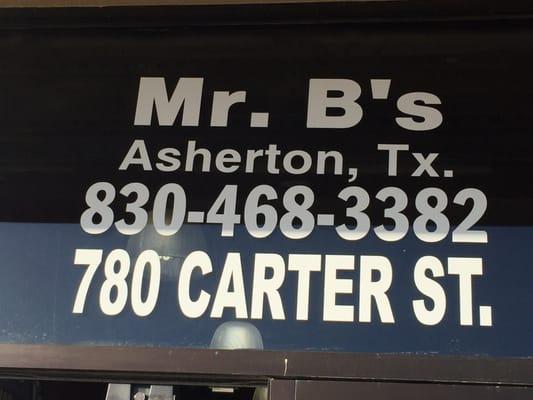 Mr. B's
Asherton, Tx.
830-468-3382
780 CARTER ST.